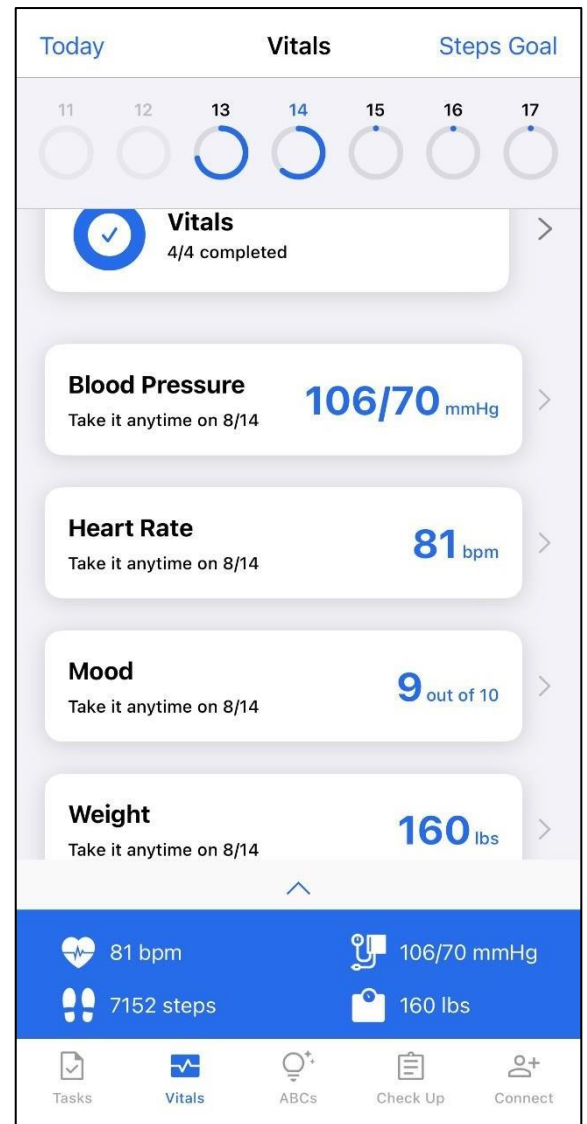 Today Vitals Steps Goal
11 12 13 14 15 16 17
Vitals
4/4 completed
Blood Pressure
Take it anytime on 8/14
106/70 mmHg
Heart Rate
Take it anytime on 8/14
81 bpm
Mood
Take it anytime on 8/14
9 out of 10
Weight
Take it anytime on 8/14
160 lbs
81 bpm 106/70 mmHg
7152 steps 160 lbs
Tasks Vitals ABCs Check Up Connect